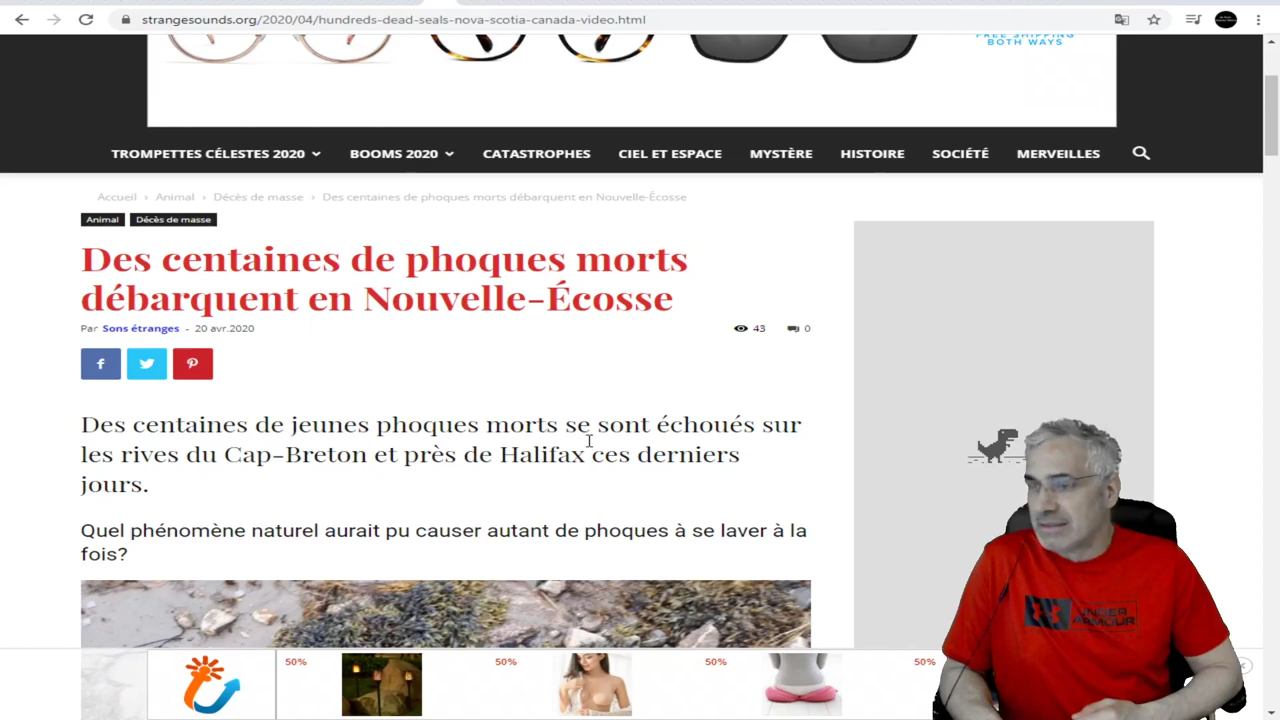 strangesounds.org/2020/04/hundreds-dead-seals-nova-scotia-canada-video.html
FREE SHIPPING
BOTH WAYS
TROMPETTES CÉLESTES 2020 BOOMS 2020 CATASTROPHES CIEL ET ESPACE MYSTÈRE HISTOIRE SOCIÉTÉ MERVEILLES
Accueil › Animal › Décès de masse › Des centaines de phoques morts débarquent en Nouvelle-Écosse
Animal Décès de masse
Des centaines de phoques morts
débarquent en Nouvelle-Écosse
Par Sons étranges - 20 avr.2020 43 0
Des centaines de jeunes phoques morts se sont échoués sur
les rives du Cap-Breton et près de Halifax ces derniers
jours.
Quel phénomène naturel aurait pu causer autant de phoques à se laver à la
fois?
UNDER
ARMOUR
50% 50% 50% 50%